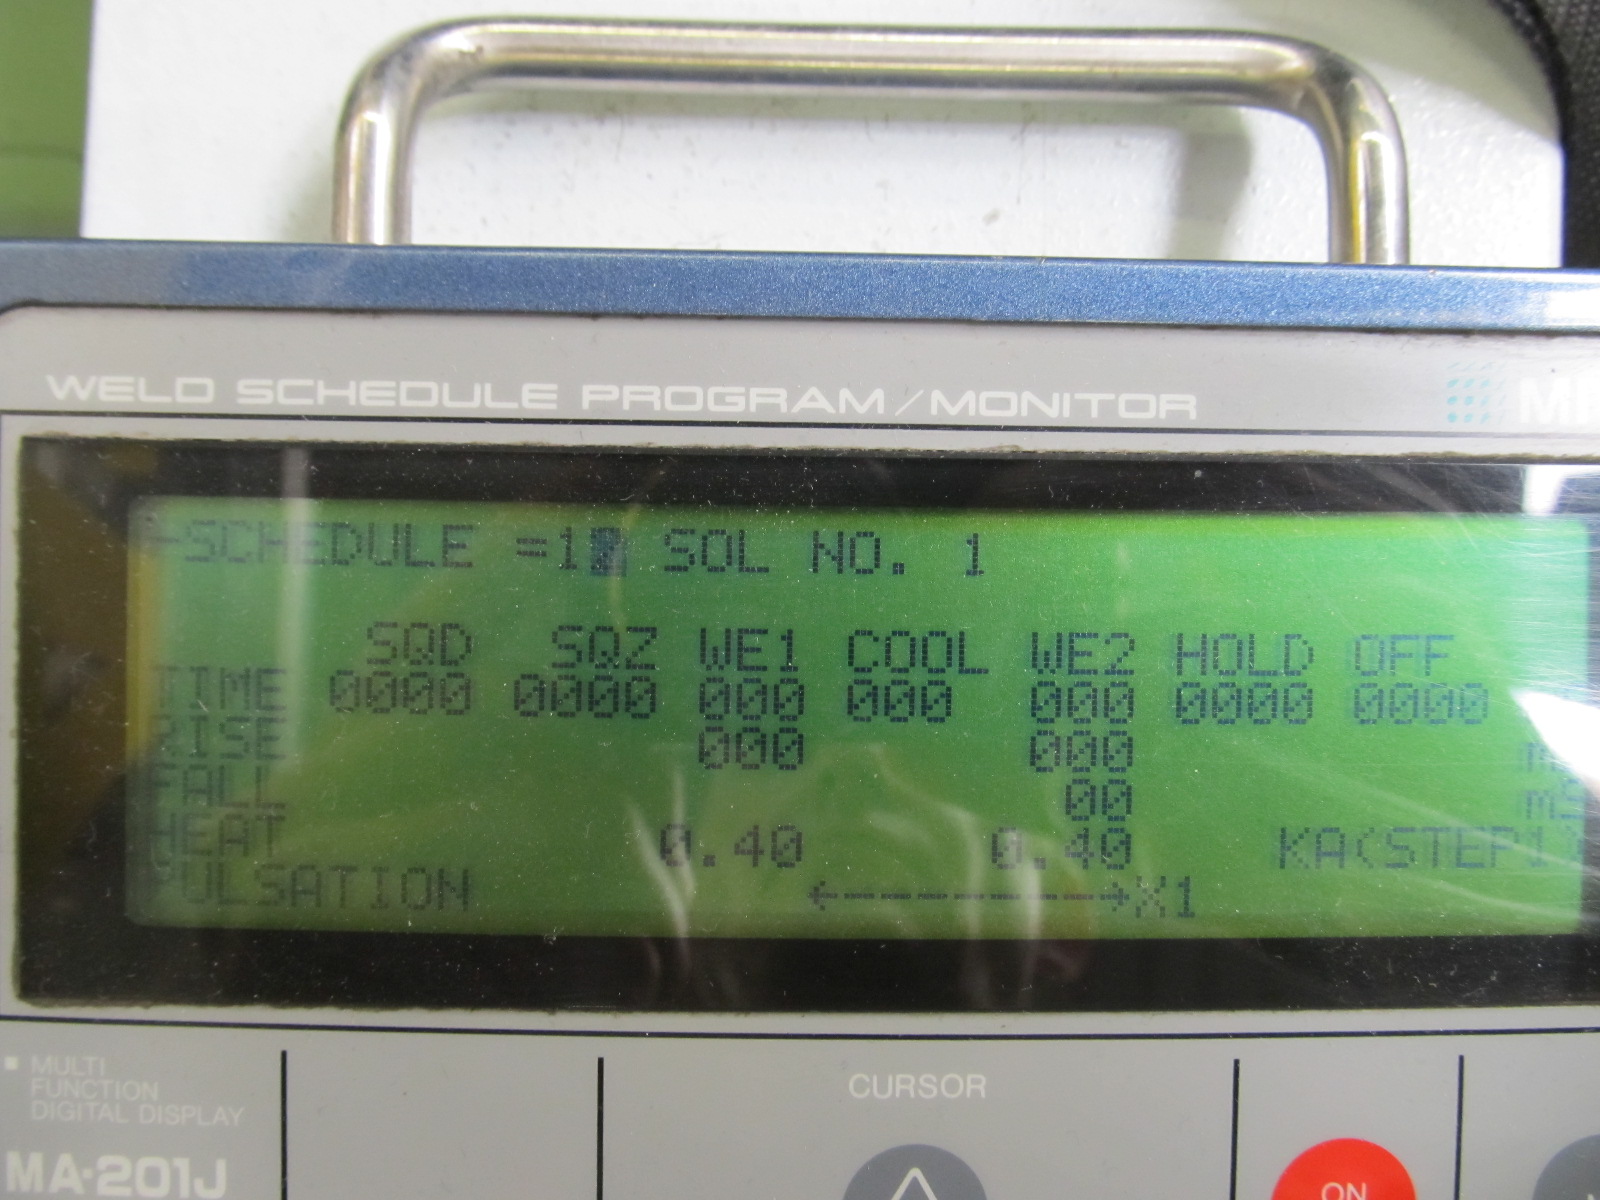 WELD SCHEDULE PROGRAM/MONITOR
SCHEDULE =1 SOL NO. 1
SQD SQZ WE1 COOL WE2 HOLD OFF
TIME 0000 0000 000 000 000 0000 0000
RISE 000 000
FALL 00
HEAT 0.40 0.40 KA(STEP1)
PULSATION ←-------→X1
▪ MULTI
FUNCTION
DIGITAL DISPLAY
MA-201J
CURSOR
ON